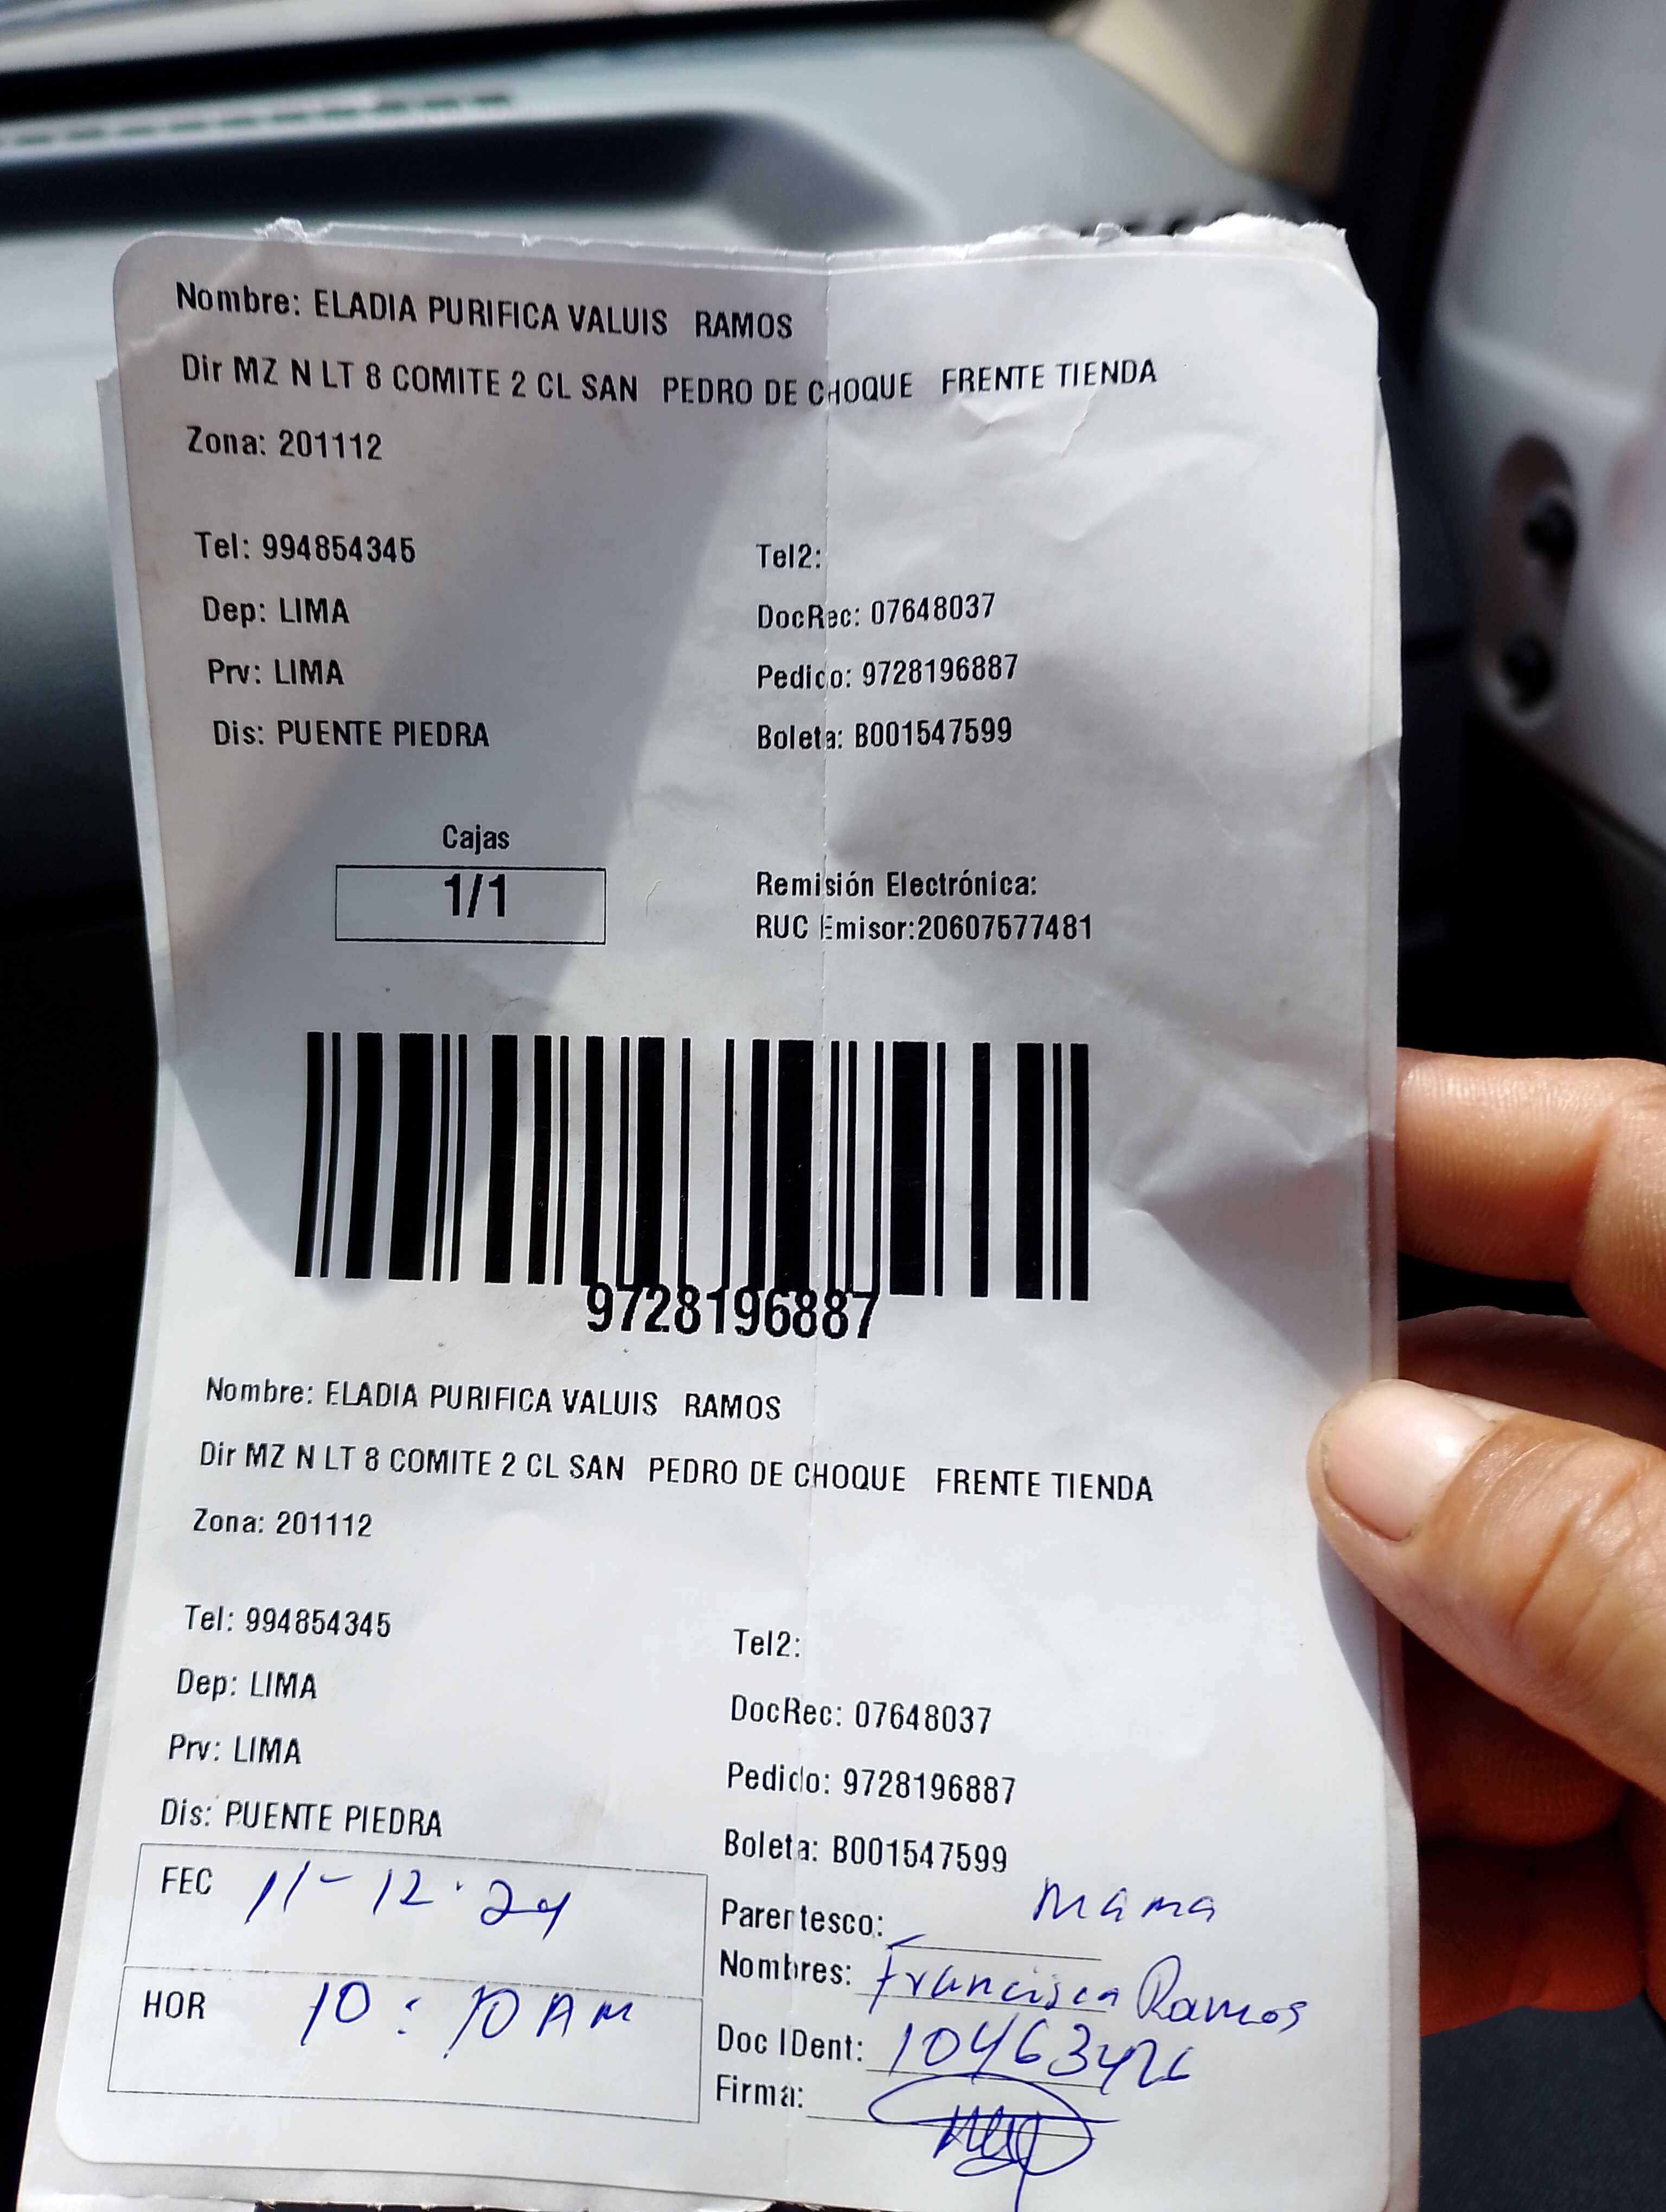 Nombre: ELADIA PURIFICA VALUIS RAMOS
Dir MZ N LT 8 COMITE 2 CL SAN PEDRO DE CHOQUE FRENTE TIENDA
Zona: 201112
Tel: 994854345 Tel2:
Dep: LIMA DocRec: 07648037
Prv: LIMA Pedido: 9728196887
Dis: PUENTE PIEDRA Boleta: B001547599
Cajas
1/1
Remisión Electrónica:
RUC Emisor:20607577481
9728196887
Nombre: ELADIA PURIFICA VALUIS RAMOS
Dir MZ N LT 8 COMITE 2 CL SAN PEDRO DE CHOQUE FRENTE TIENDA
Zona: 201112
Tel: 994854345 Tel2:
Dep: LIMA DocRec: 07648037
Prv: LIMA Pedido: 9728196887
Dis: PUENTE PIEDRA Boleta: B001547599
FEC 11-12-24
HOR 10:10 AM
Parentesco: mama
Nombres: Francisca Ramos
Doc IDent: 10463426
Firma: